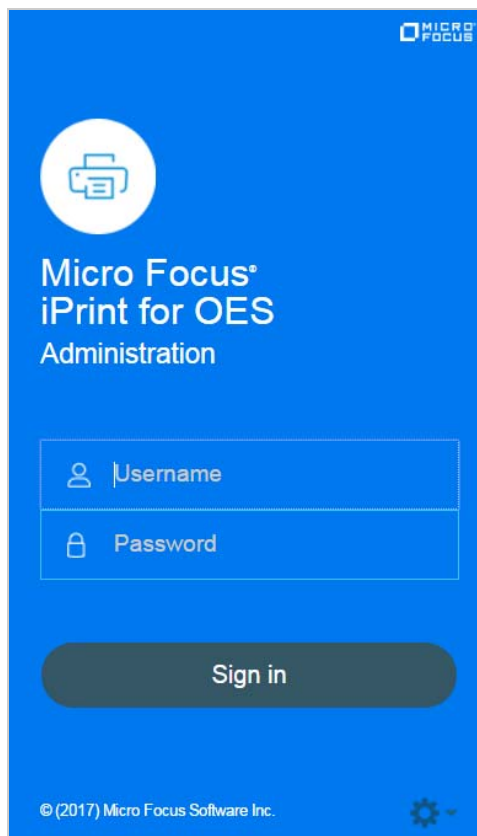 MICRO
FOCUS
Micro Focus®
iPrint for OES
Administration
Username
Password
Sign in
© (2017) Micro Focus Software Inc.